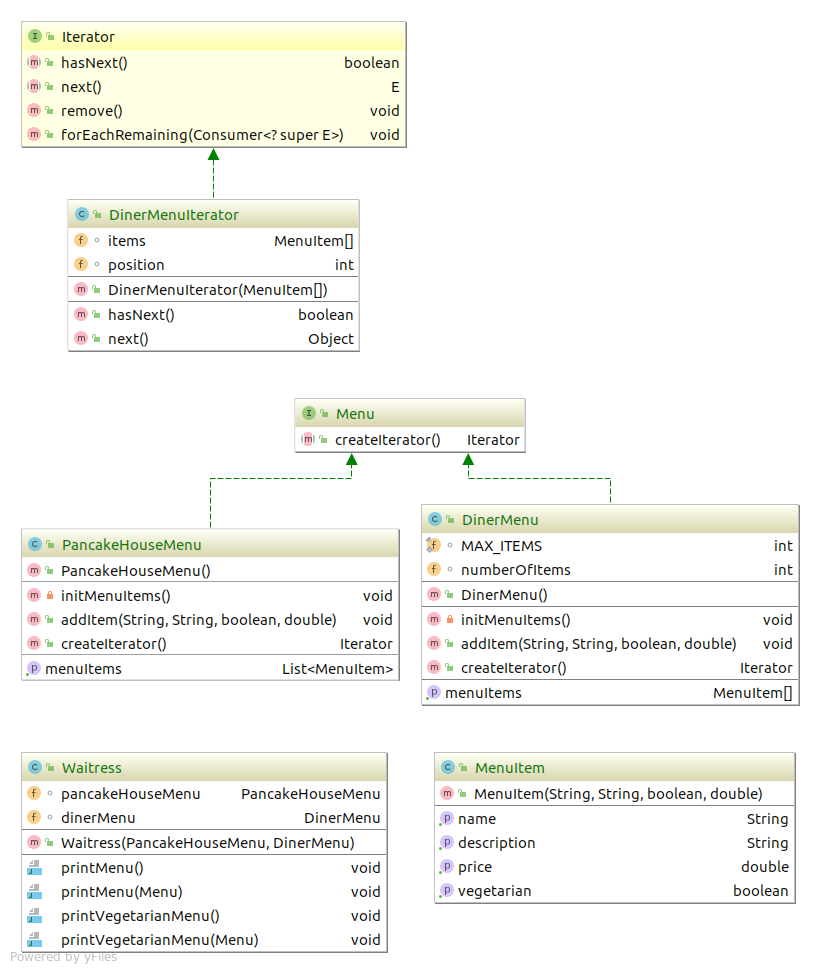 Iterator
hasNext() boolean
next() E
remove() void
forEachRemaining(Consumer<? super E>) void
DinerMenuIterator
items MenuItem[]
position int
DinerMenuIterator(MenuItem[])
hasNext() boolean
next() Object
Menu
createIterator() Iterator
PancakeHouseMenu
PancakeHouseMenu()
initMenuItems() void
addItem(String, String, boolean, double) void
createIterator() Iterator
menuItems List<MenuItem>
DinerMenu
MAX_ITEMS int
numberOfItems int
DinerMenu()
initMenuItems() void
addItem(String, String, boolean, double) void
createIterator() Iterator
menuItems MenuItem[]
Waitress
pancakeHouseMenu PancakeHouseMenu
dinerMenu DinerMenu
Waitress(PancakeHouseMenu, DinerMenu)
printMenu() void
printMenu(Menu) void
printVegetarianMenu() void
printVegetarianMenu(Menu) void
MenuItem
MenuItem(String, String, boolean, double)
name String
description String
price double
vegetarian boolean
Powered by yFiles